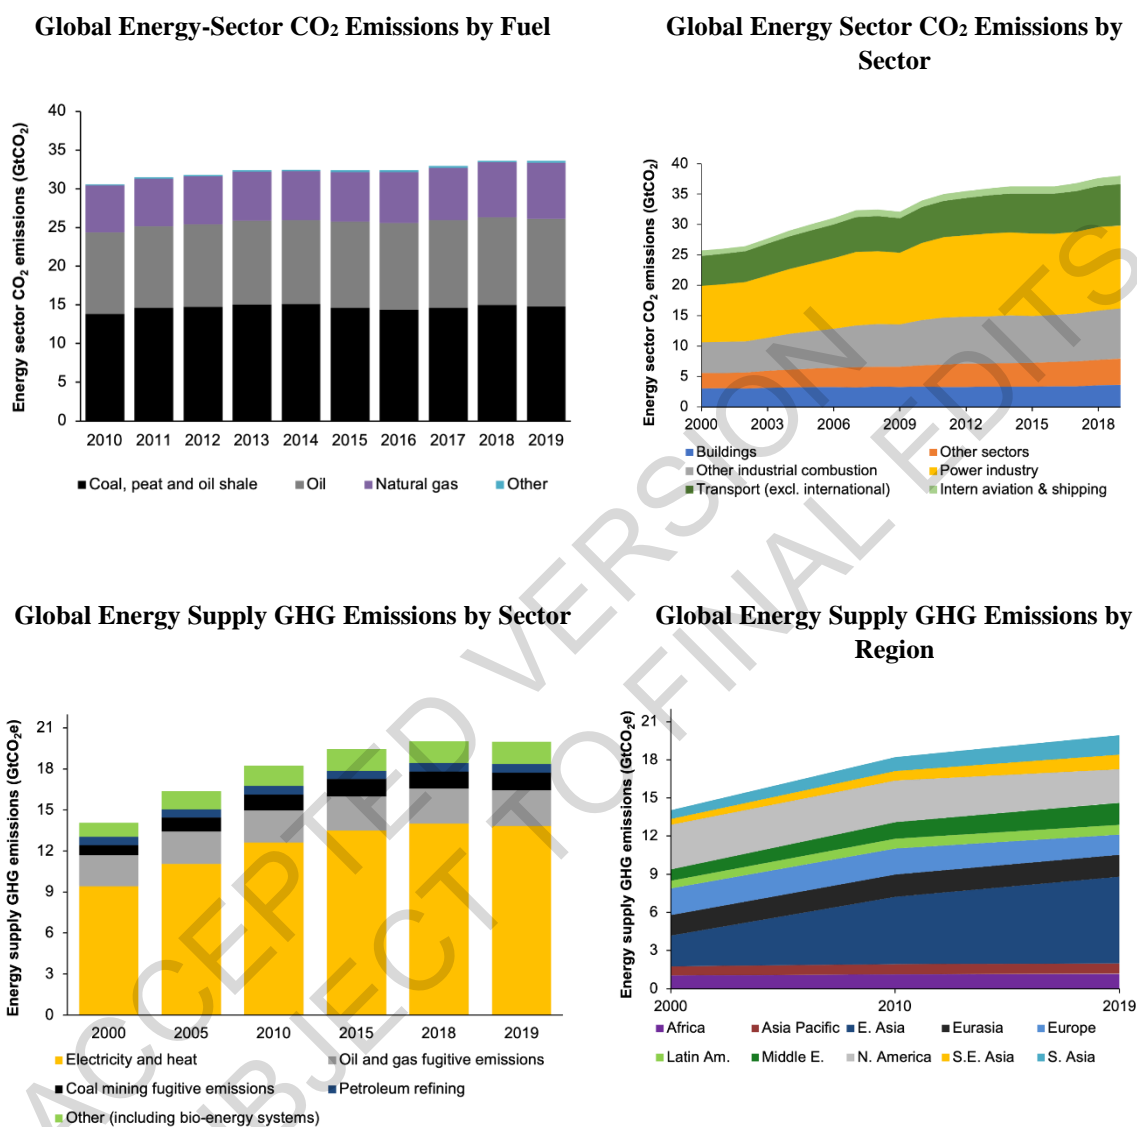 Global Energy-Sector CO2 Emissions by Fuel
Energy sector CO2 emissions (GtCO2)
40
35
30
25
20
15
10
5
0
2010 2011 2012 2013 2014 2015 2016 2017 2018 2019
Coal, peat and oil shale Oil Natural gas Other
Global Energy Sector CO2 Emissions by
Sector
Energy sector CO2 emissions (GtCO2)
40
35
30
25
20
15
10
5
0
2000 2003 2006 2009 2012 2015 2018
Buildings Other sectors
Other industrial combustion Power industry
Transport (excl. international) Intern aviation & shipping
Global Energy Supply GHG Emissions by Sector
Energy supply GHG emissions (GtCO2e)
21
18
15
12
9
6
3
0
2000 2005 2010 2015 2018 2019
Electricity and heat Oil and gas fugitive emissions
Coal mining fugitive emissions Petroleum refining
Other (including bio-energy systems)
Global Energy Supply GHG Emissions by
Region
Energy supply GHG emissions (GtCO2e)
21
18
15
12
9
6
3
0
2000 2010 2019
Africa Asia Pacific E. Asia Eurasia Europe
Latin Am. Middle E. N. America S.E. Asia S. Asia
ACCEPTED VERSION
SUBJECT TO FINAL EDITS